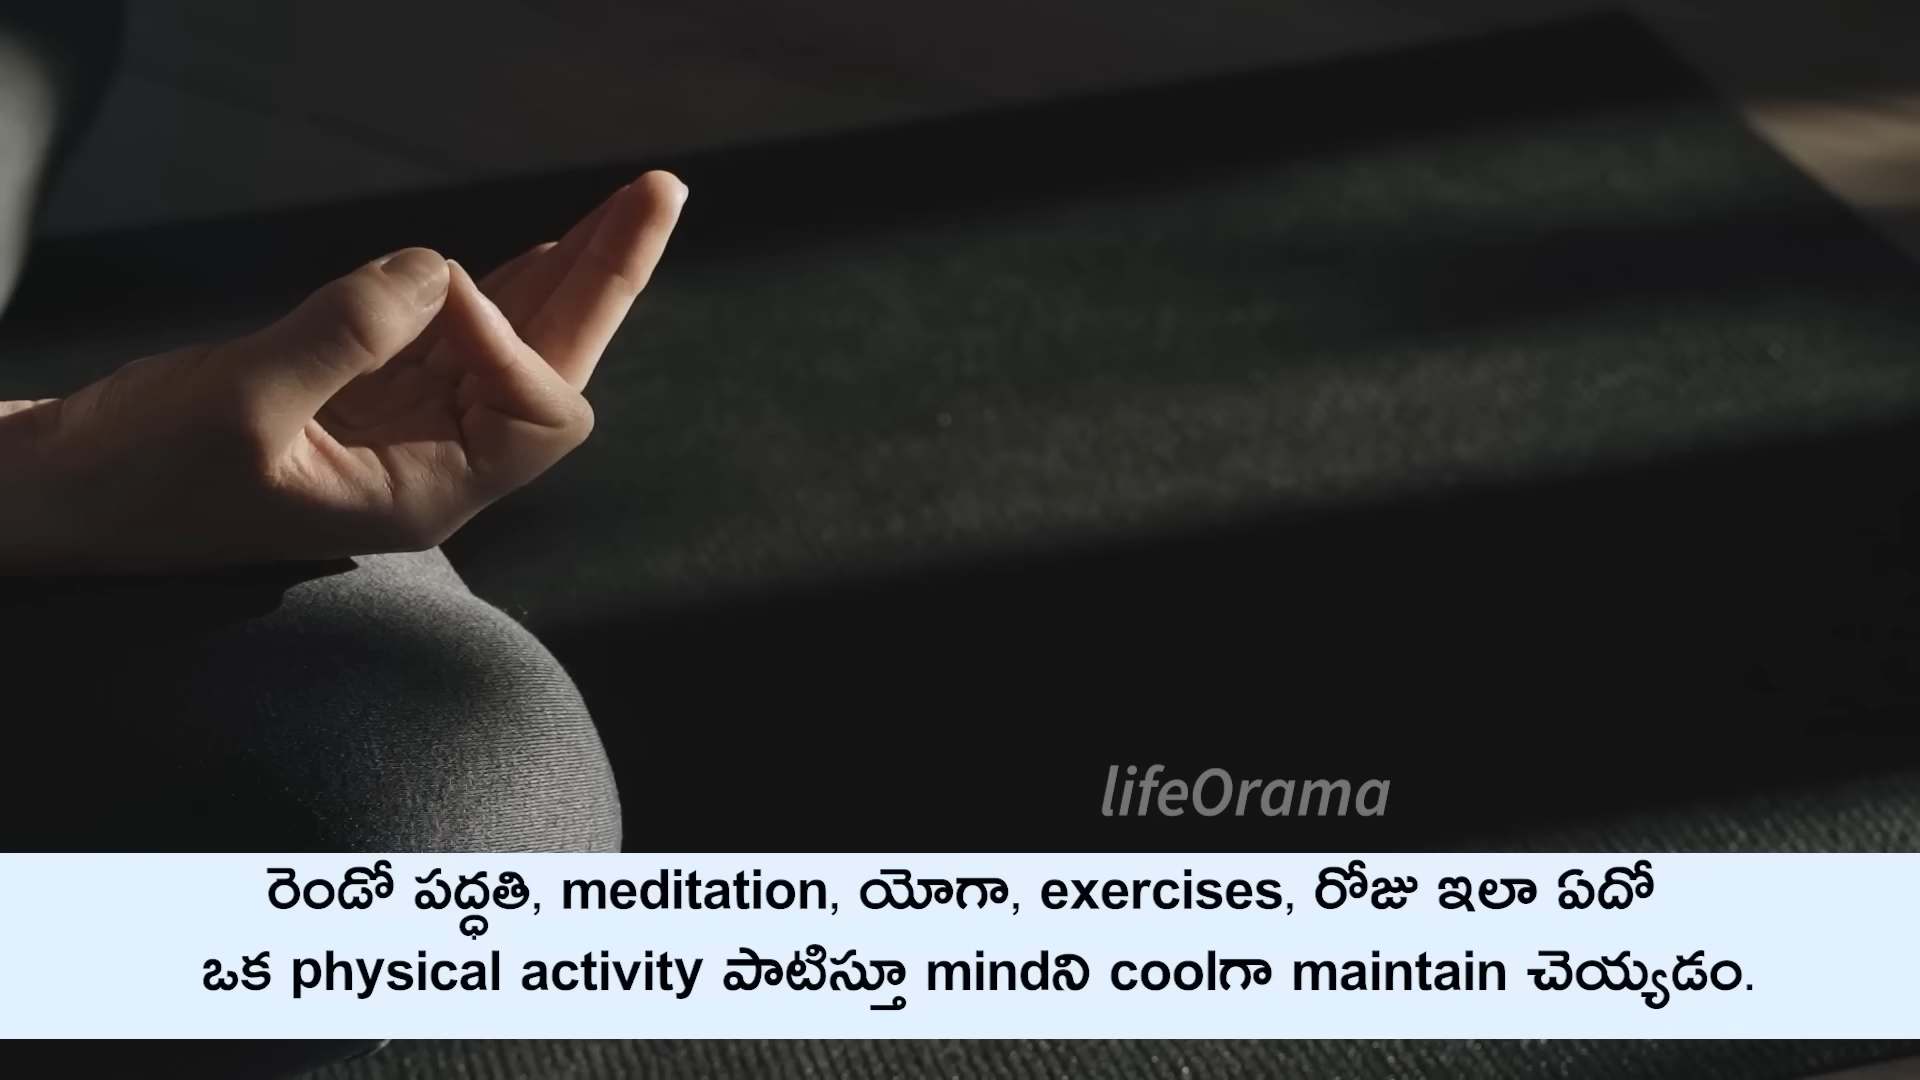 lifeOrama
రెండో పద్ధతి, meditation, యోగా, exercises, రోజు ఇలా ఏదో
ఒక physical activity పాటిస్తూ mindని coolగా maintain చెయ్యడం.